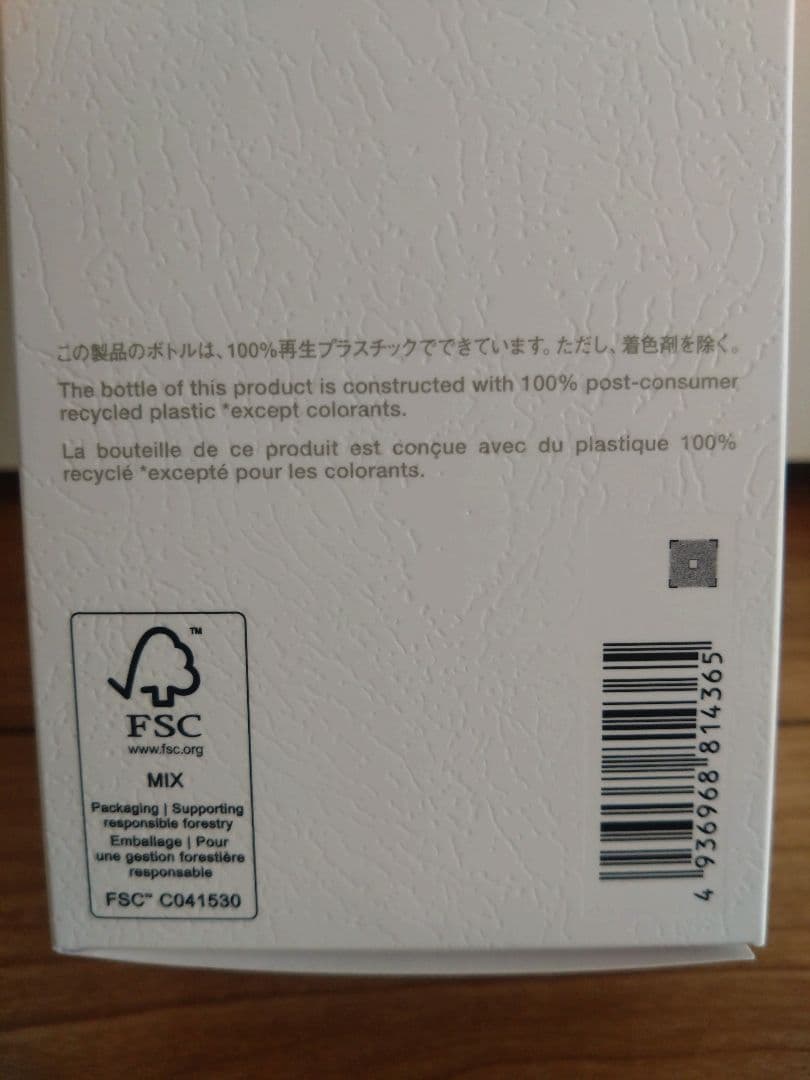 この製品のボトルは、100%再生プラスチックでできています。ただし、着色剤を除く。
The bottle of this product is constructed with 100% post-consumer
recycled plastic *except colorants.
La bouteille de ce produit est conçue avec du plastique 100%
recyclé *excepté pour les colorants.
TM
FSC
www.fsc.org
MIX
Packaging | Supporting
responsible forestry
Emballage | Pour
une gestion forestière
responsable
FSC™ C041530
4 936968 814365